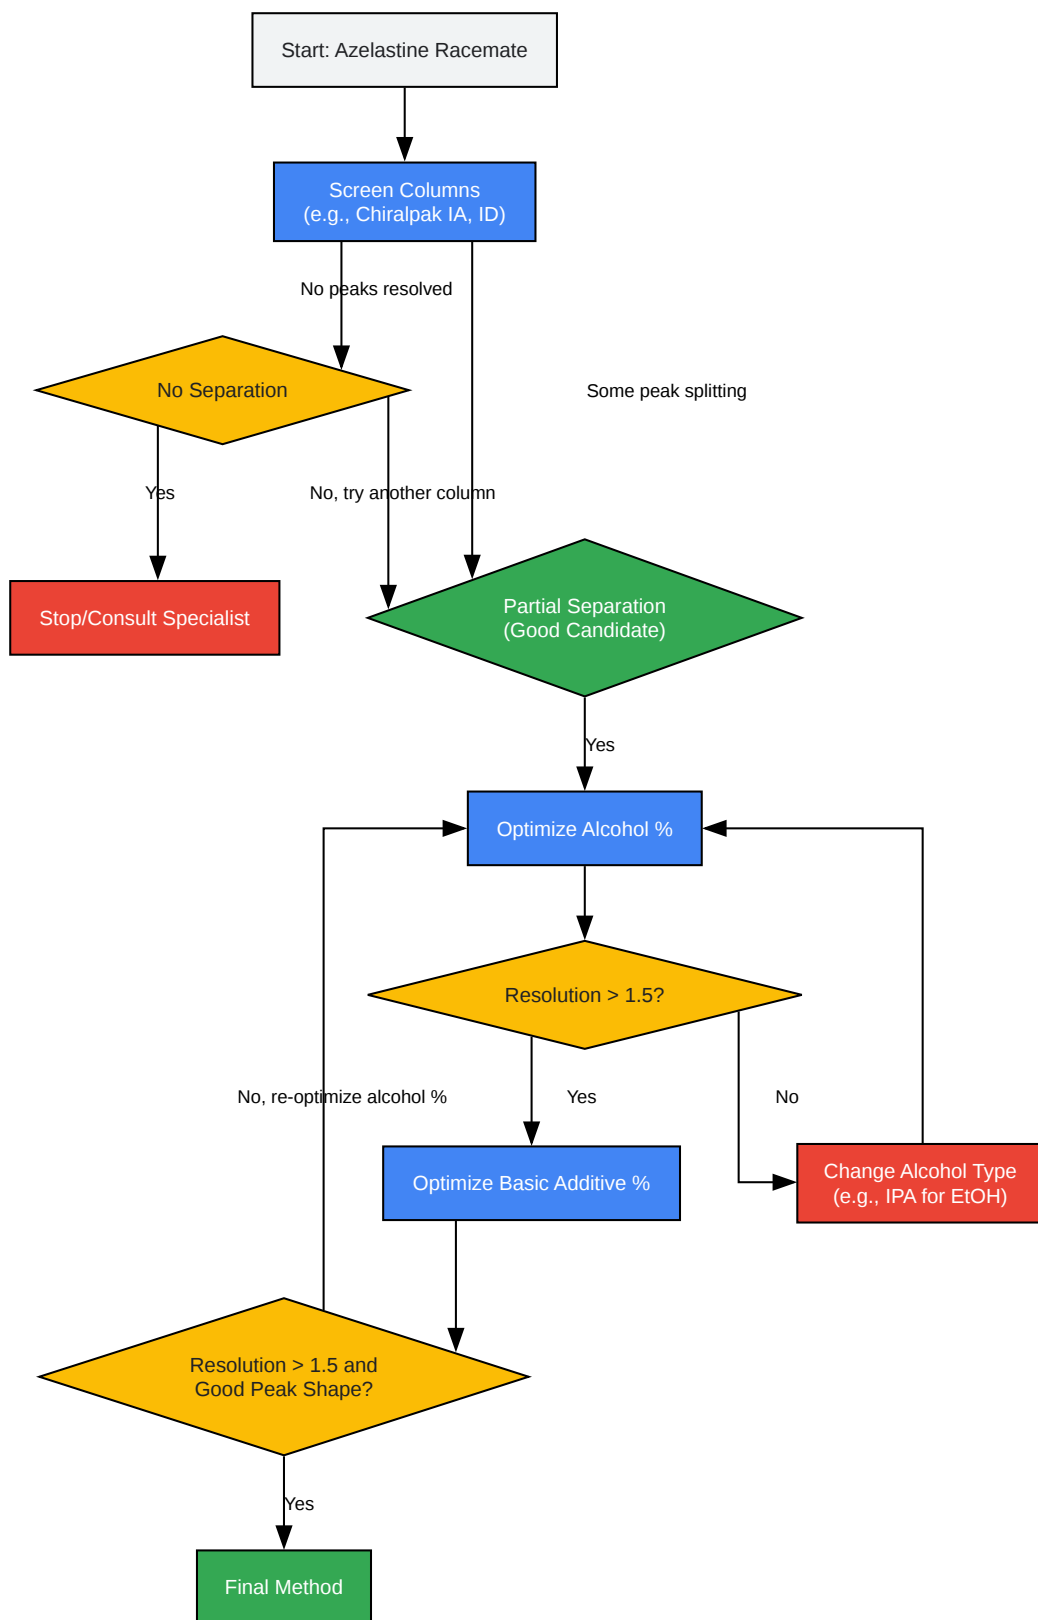 Start: Azelastine Racemate
Screen Columns
(e.g., Chiralpak IA, ID)
No peaks resolved
No Separation
Some peak splitting
Yes
No, try another column
Stop/Consult Specialist
Partial Separation
(Good Candidate)
Yes
Optimize Alcohol %
Resolution > 1.5?
No, re-optimize alcohol %
Yes
No
Optimize Basic Additive %
Change Alcohol Type
(e.g., IPA for EtOH)
Resolution > 1.5 and
Good Peak Shape?
Yes
Final Method